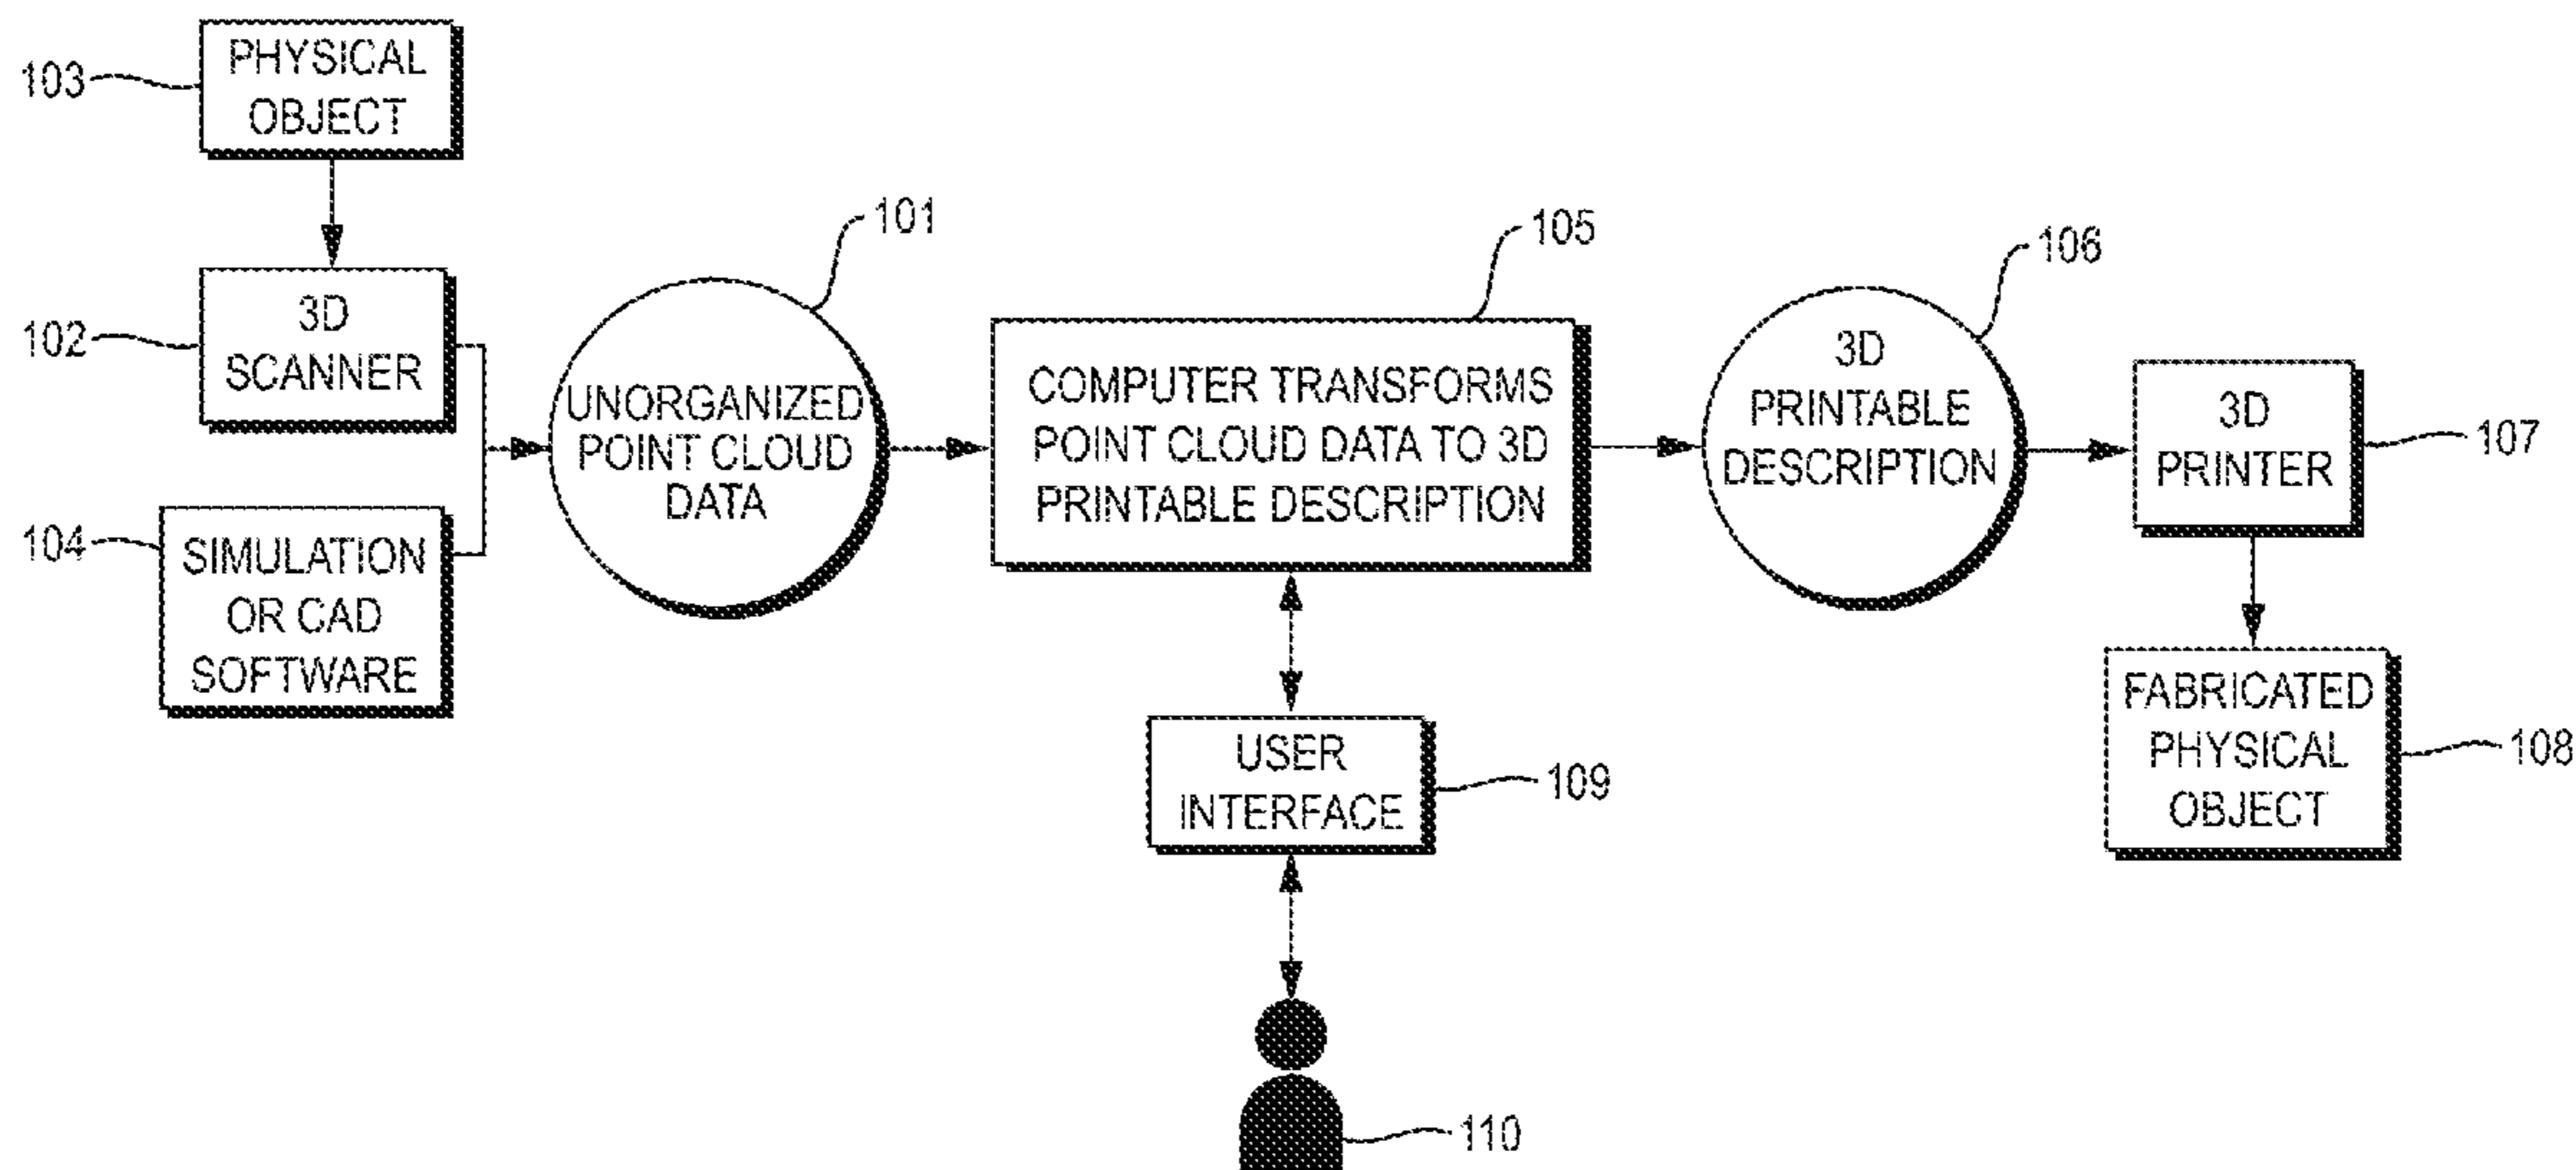 103
PHYSICAL
OBJECT
102
3D
SCANNER
104
SIMULATION
OR CAD
SOFTWARE
101
UNORGANIZED
POINT CLOUD
DATA
105
COMPUTER TRANSFORMS
POINT CLOUD DATA TO 3D
PRINTABLE DESCRIPTION
109
USER
INTERFACE
110
106
3D
PRINTABLE
DESCRIPTION
107
3D
PRINTER
108
FABRICATED
PHYSICAL
OBJECT